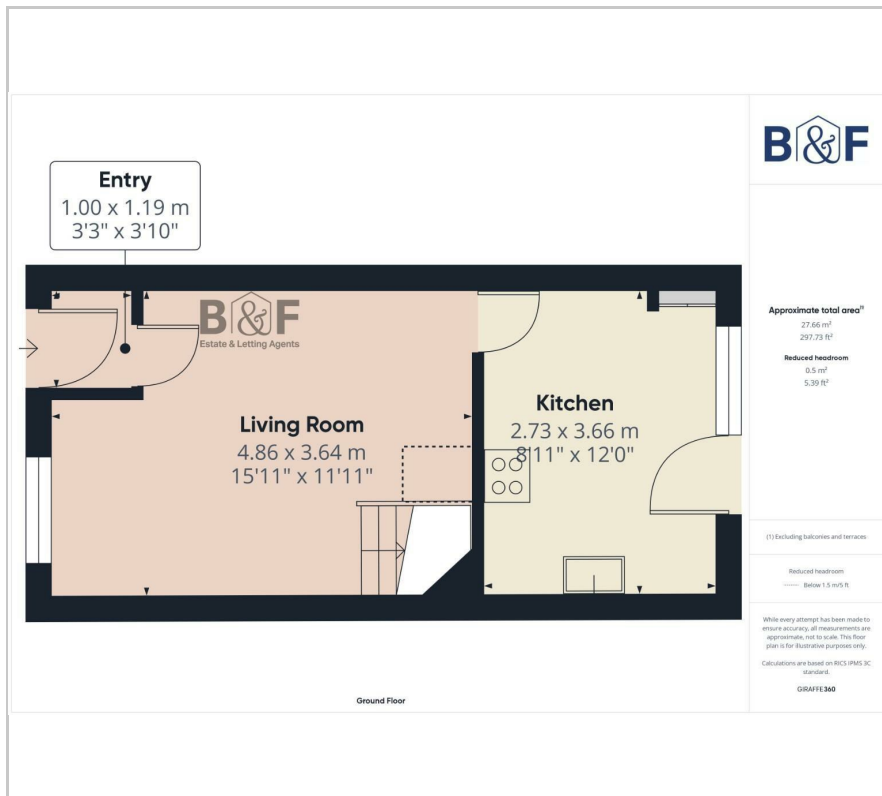 Entry
1.00 x 1.19 m
3'3" x 3'10"
B&F
Estate & Letting Agents
Living Room
4.86 x 3.64 m
15'11" x 11'11"
Kitchen
2.73 x 3.66 m
8'11" x 12'0"
Ground Floor
B&F
Approximate total area⁽¹⁾
27.66 m²
297.73 ft²
Reduced headroom
0.5 m²
5.39 ft²
(1) Excluding balconies and terraces
Reduced headroom
Below 1.5 m/5 ft
While every attempt has been made to
ensure accuracy, all measurements are
approximate, not to scale. This floor
plan is for illustrative purposes only.
Calculations are based on RICS IPMS 3C
standard.
GIRAFFE360